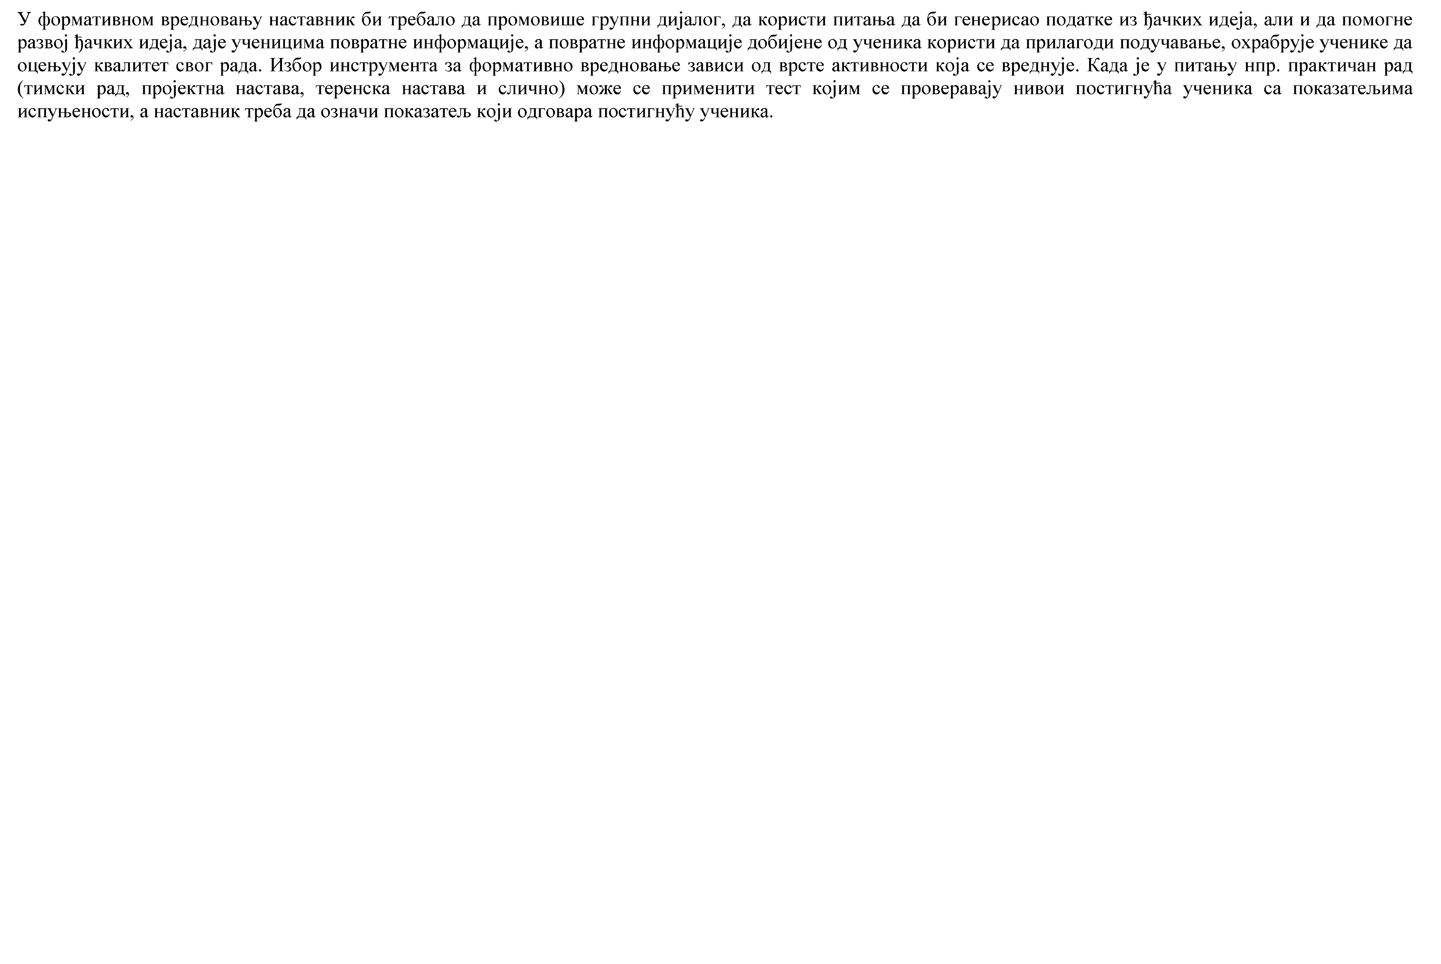 У формативном вредновању наставник би требало да промовише групни дијалог, да користи питања да би генерисао податке из ђачких идеја, али и да помогне
развој ђачких идеја, даје ученицима повратне информације, а повратне информације добијене од ученика користи да прилагоди подучавање, охрабрује ученике да
оцењују квалитет свог рада. Избор инструмента за формативно вредновање зависи од врсте активности која се вреднује. Када је у питању нпр. практичан рад
(тимски рад, пројектна настава, теренска настава и слично) може се применити тест којим се проверавају нивои постигнућа ученика са показатељима
испуњености, а наставник треба да означи показатељ који одговара постигнућу ученика.